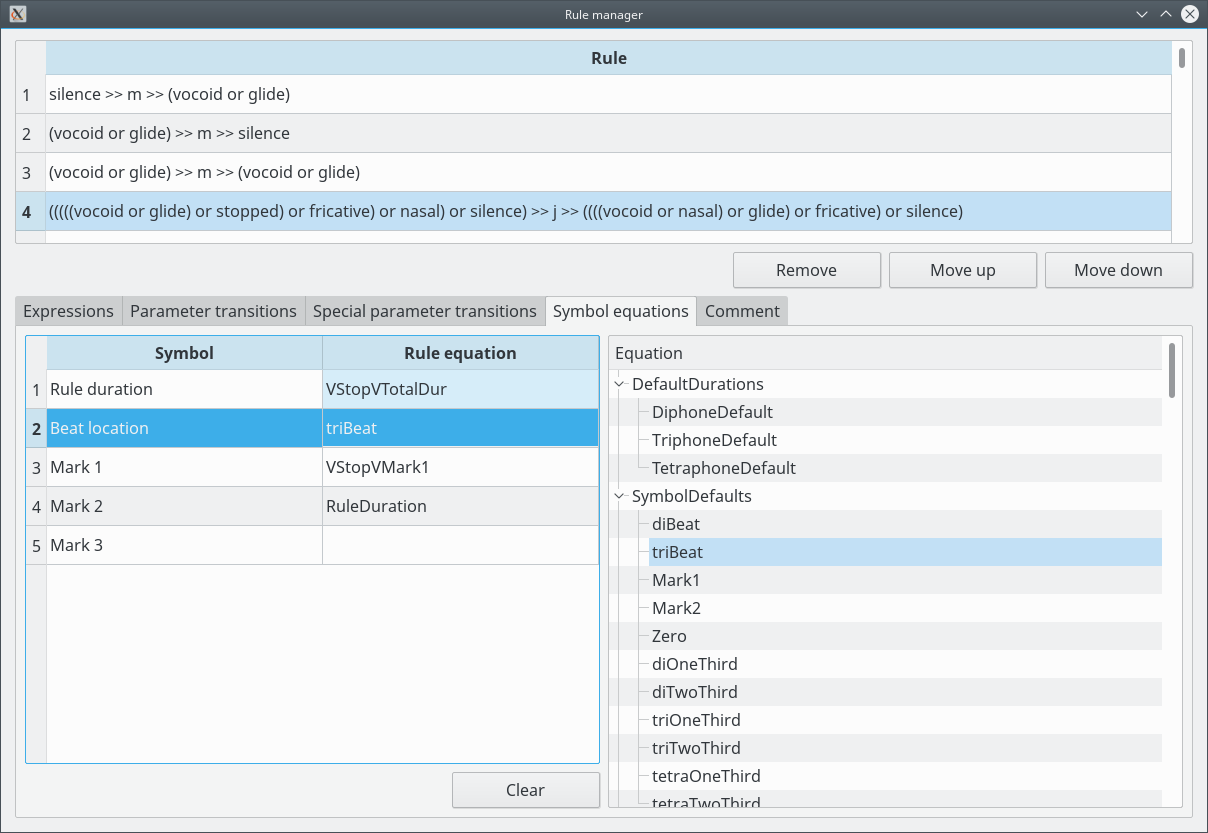 Rule manager
Rule
1 silence >> m >> (vocoid or glide)
2 (vocoid or glide) >> m >> silence
3 (vocoid or glide) >> m >> (vocoid or glide)
4 (((((vocoid or glide) or stopped) or fricative) or nasal) or silence) >> j >> ((((vocoid or nasal) or glide) or fricative) or silence)
Remove Move up Move down
Expressions Parameter transitions Special parameter transitions Symbol equations Comment
Symbol Rule equation
1 Rule duration VStopVTotalDur
2 Beat location triBeat
3 Mark 1 VStopVMark1
4 Mark 2 RuleDuration
5 Mark 3
Clear
Equation
DefaultDurations
DiphoneDefault
TriphoneDefault
TetraphoneDefault
SymbolDefaults
diBeat
triBeat
Mark1
Mark2
Zero
diOneThird
diTwoThird
triOneThird
triTwoThird
tetraOneThird
tetraTwoThird